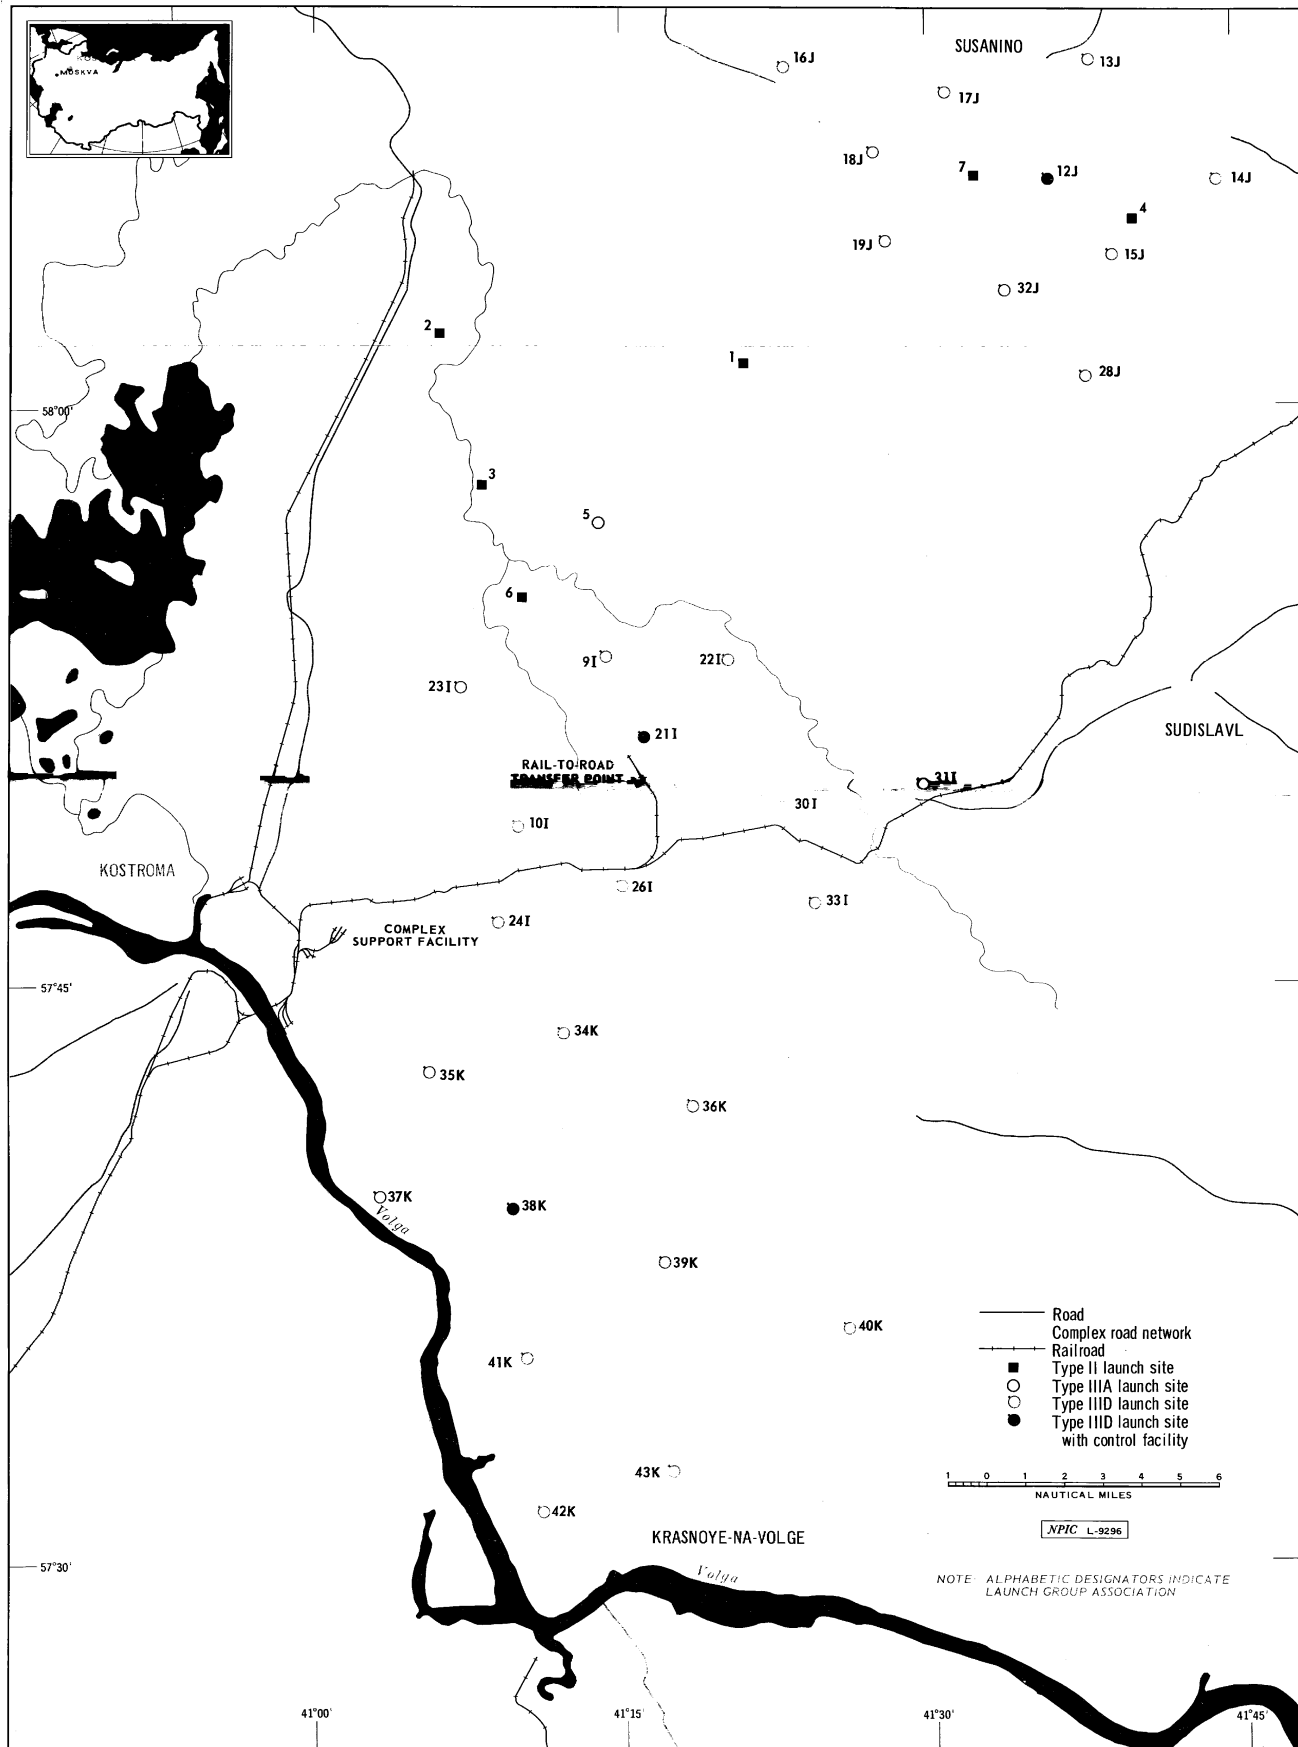 MOSKVA
SUSANINO
16J
13J
17J
18J
7
12J
14J
4
19J
15J
32J
2
1
28J
58°00'
3
5
6
9I
22I
23I
21I
SUDISLAVL
RAIL-TO-ROAD
TRANSFER POINT
31I
30I
10I
KOSTROMA
26I
33I
24I
COMPLEX
SUPPORT FACILITY
57°45'
34K
35K
36K
37K
38K
Volga
39K
40K
41K
Road
Complex road network
Railroad
Type II launch site
Type IIIA launch site
Type IIID launch site
Type IIID launch site
with control facility
43K
1 0 1 2 3 4 5 6
NAUTICAL MILES
42K
NPIC L-9296
KRASNOYE-NA-VOLGE
57°30'
Volga
NOTE: ALPHABETIC DESIGNATORS INDICATE
LAUNCH GROUP ASSOCIATION
41°00' 41°15' 41°30' 41°45'